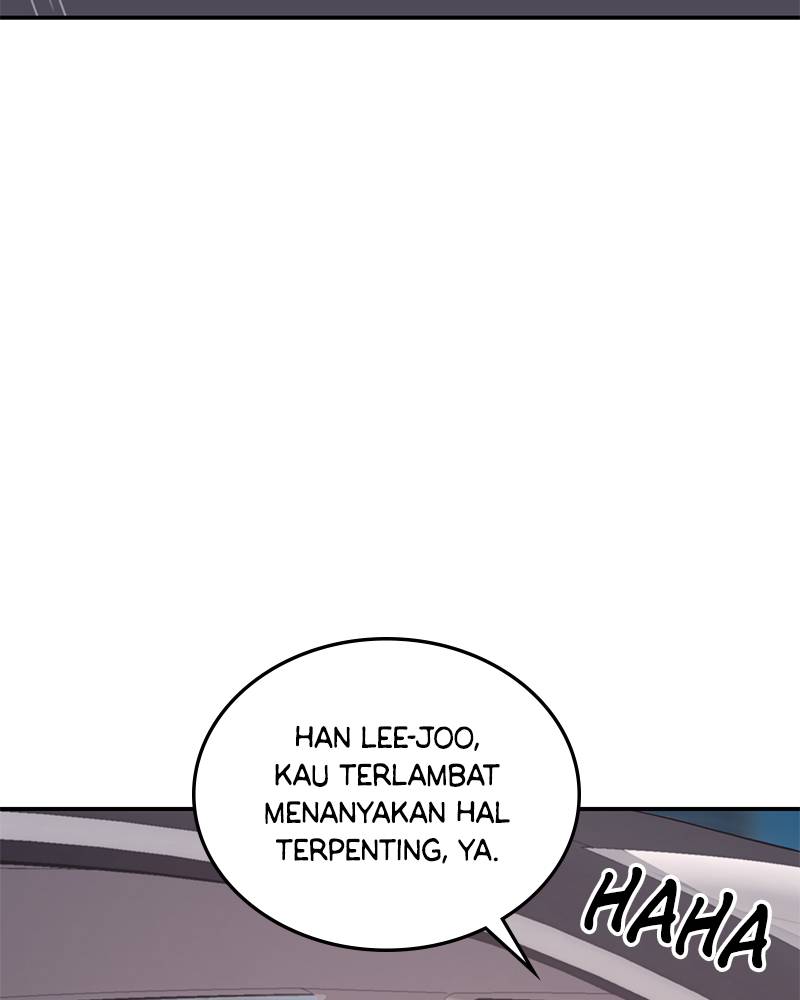 HAN LEE-JOO,
KAU TERLAMBAT
MENANYAKAN HAL
TERPENTING, YA.
HAHA